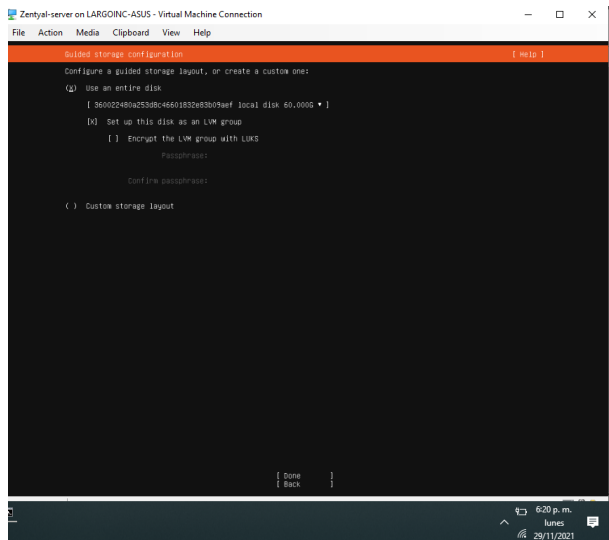 Zentyal-server on LARGOINC-ASUS - Virtual Machine Connection
File Action Media Clipboard View Help
Guided storage configuration [ Help ]
Configure a guided storage layout, or create a custom one:
(X) Use an entire disk
[ 360022480a253d8c46601832e83b09aef local disk 60.000G ▾ ]
[X] Set up this disk as an LVM group
[ ] Encrypt the LVM group with LUKS
Passphrase:
Confirm passphrase:
( ) Custom storage layout
[ Done ]
[ Back ]
6:20 p. m.
lunes
29/11/2021